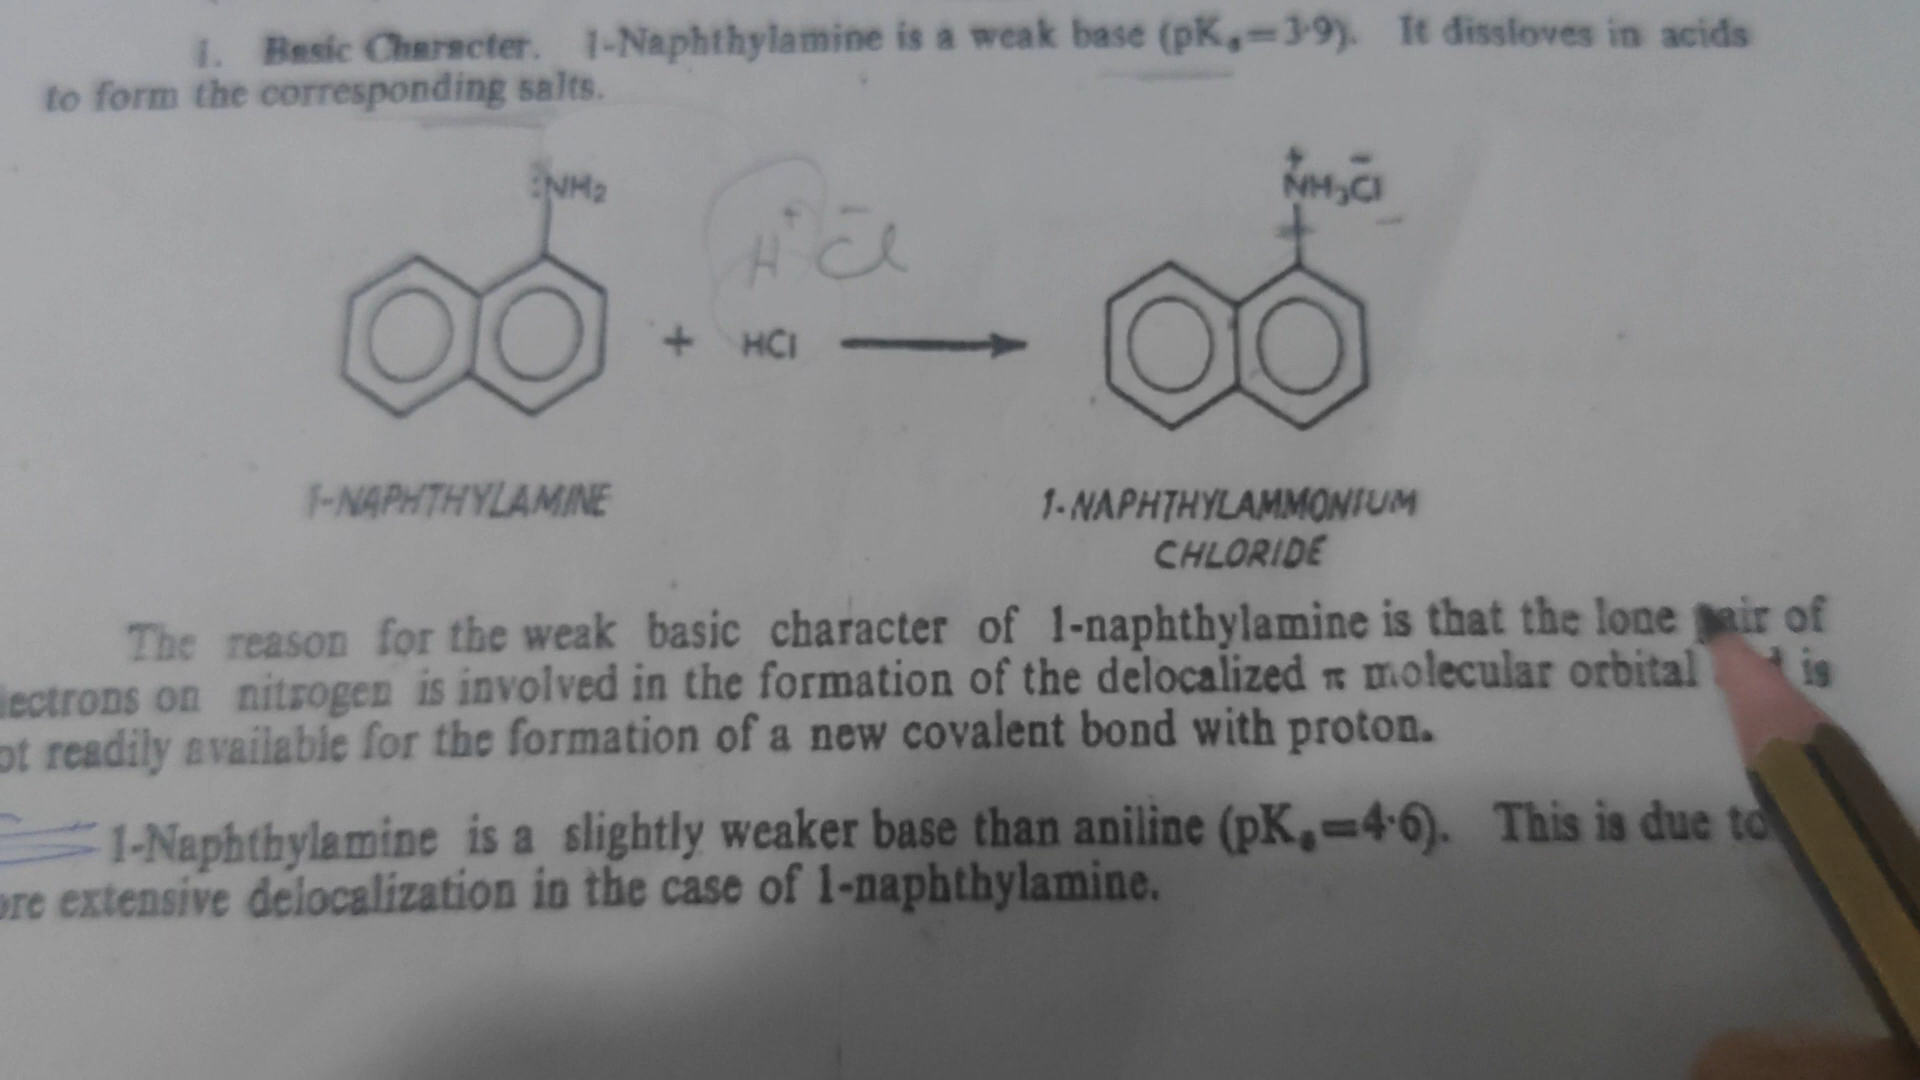 i. Basic Character. 1-Naphthylamine is a weak base (pKa=3·9). It dissloves in acids
to form the corresponding salts.
:NH2
H+ Cl-
+ NH3 Cl-
+ HCl
1-NAPHTHYLAMINE
1-NAPHTHYLAMMONIUM
CHLORIDE
The reason for the weak basic character of 1-naphthylamine is that the lone pair of
lectrons on nitrogen is involved in the formation of the delocalized π molecular orbital is
ot readily available for the formation of a new covalent bond with proton.
1-Naphthylamine is a slightly weaker base than aniline (pKa=4·6). This is due to
ore extensive delocalization in the case of 1-naphthylamine.